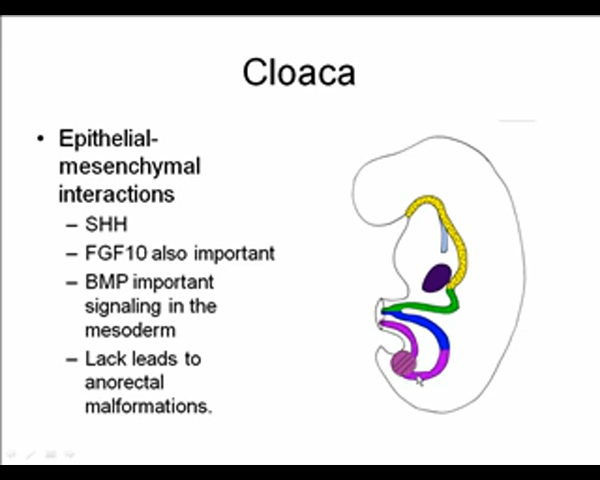 Cloaca
• Epithelial-
mesenchymal
interactions
– SHH
– FGF10 also important
– BMP important
signaling in the
mesoderm
– Lack leads to
anorectal
malformations.